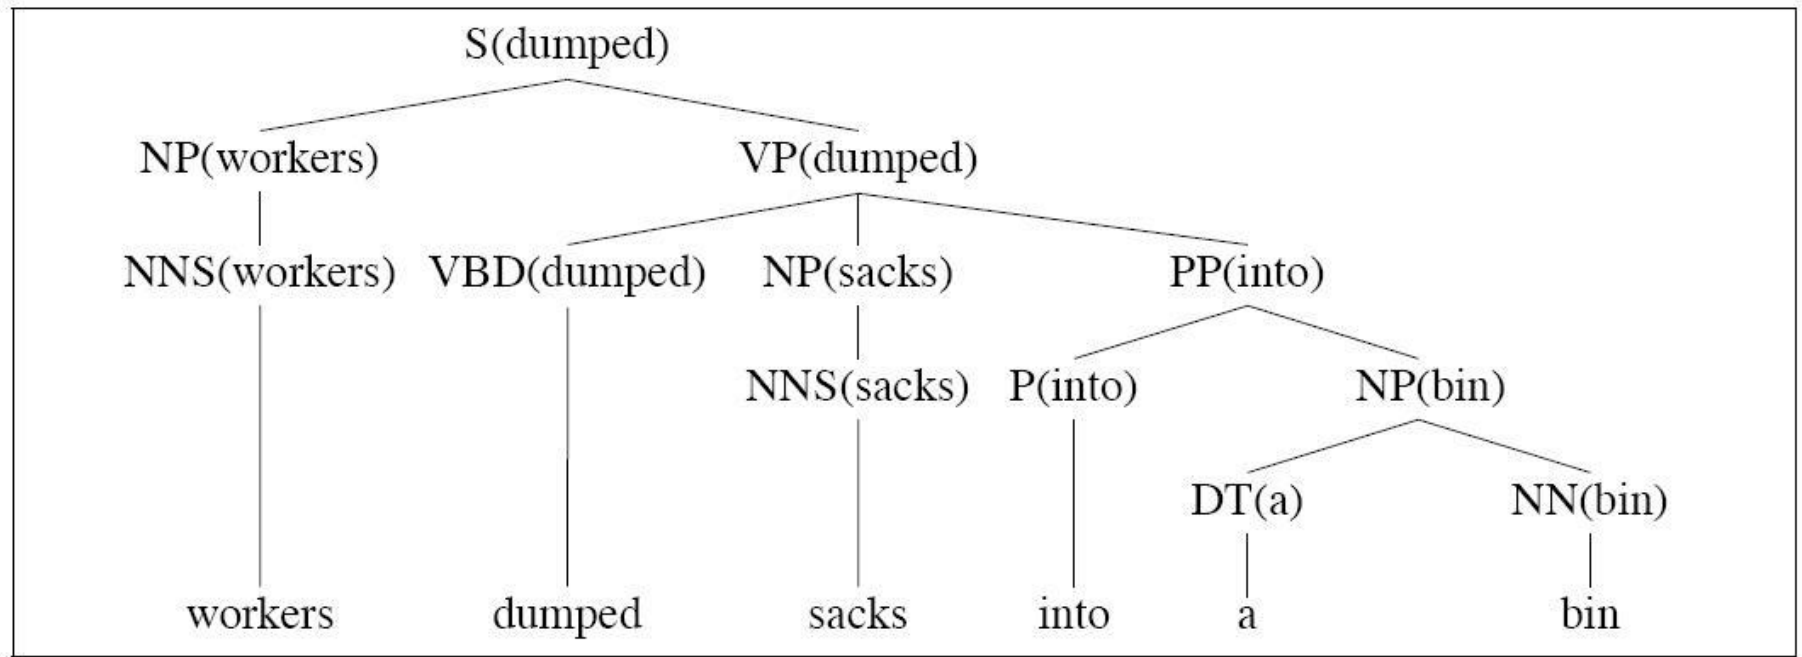 S(dumped)
NP(workers) VP(dumped)
NNS(workers) VBD(dumped) NP(sacks) PP(into)
NNS(sacks) P(into) NP(bin)
DT(a) NN(bin)
workers dumped sacks into a bin